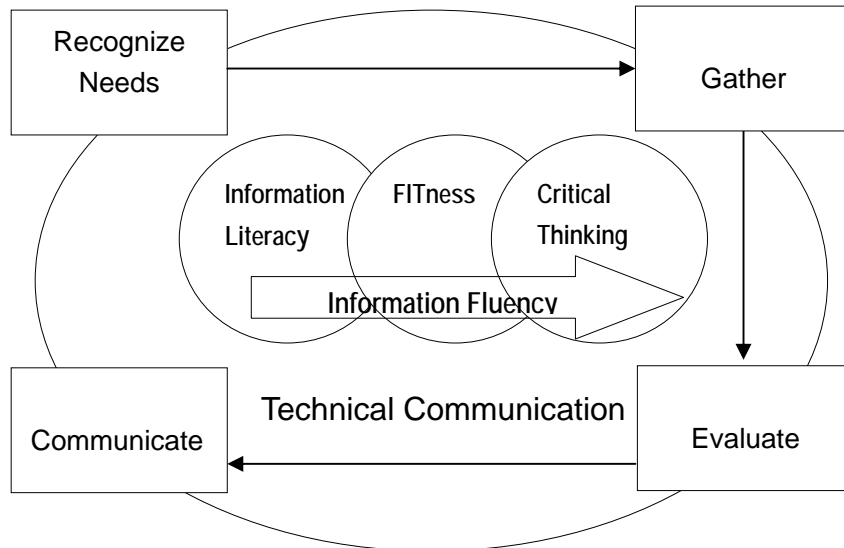 Recognize
Needs
Gather
Information
Literacy
FITness
Critical
Thinking
Information Fluency
Technical Communication
Communicate
Evaluate